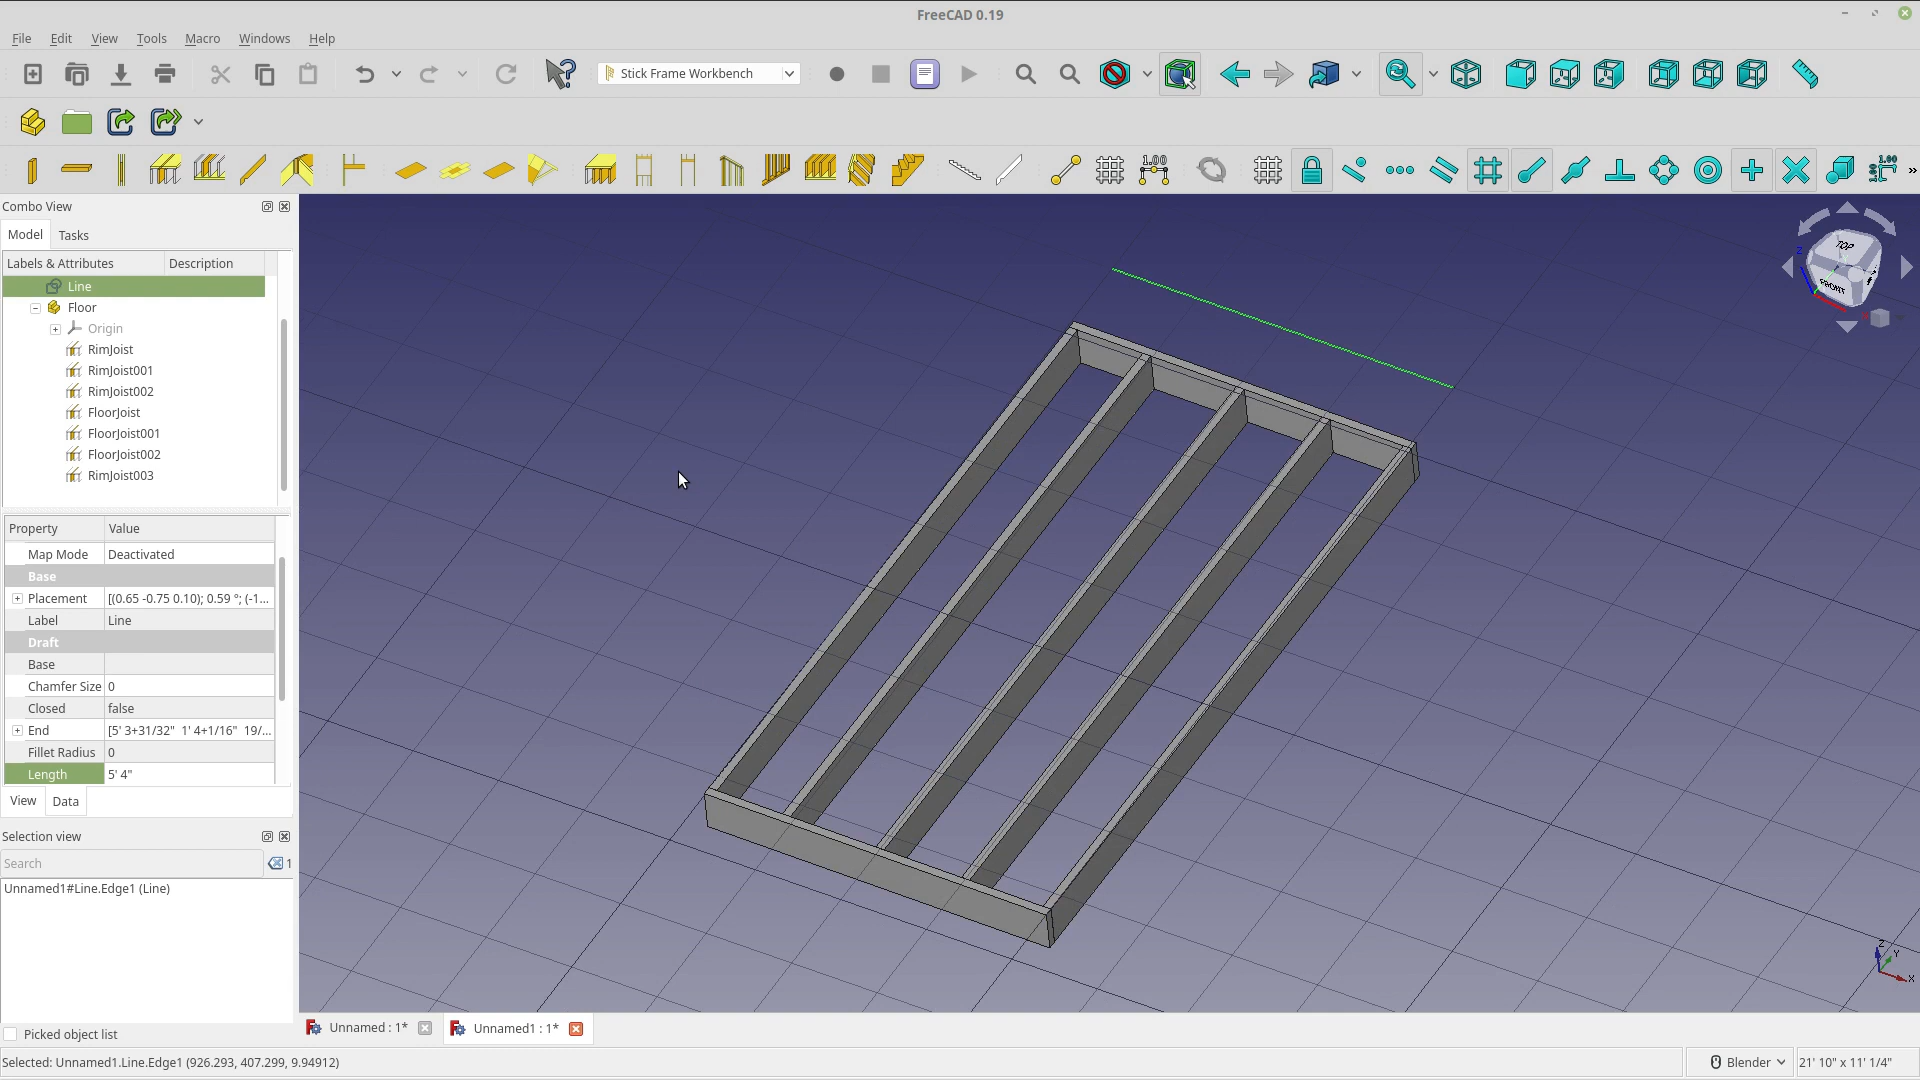 FreeCAD 0.19
File Edit View Tools Macro Windows Help
Stick Frame Workbench
1.00
1.00
»
Combo View
Model Tasks
Labels & Attributes Description
Line
Floor
Origin
RimJoist
RimJoist001
RimJoist002
FloorJoist
FloorJoist001
FloorJoist002
RimJoist003
Property Value
Map Mode Deactivated
Base
Placement [(0.65 -0.75 0.10); 0.59 °; (-1...
Label Line
Draft
Base
Chamfer Size 0
Closed false
End [5' 3+31/32" 1' 4+1/16" 19/...
Fillet Radius 0
Length 5' 4"
View Data
Selection view
Search 1
Unnamed1#Line.Edge1 (Line)
Picked object list
TOP
FRONT
Z
Z
Y
X
Unnamed : 1* Unnamed1 : 1*
Selected: Unnamed1.Line.Edge1 (926.293, 407.299, 9.94912)
Blender 21' 10" x 11' 1/4"